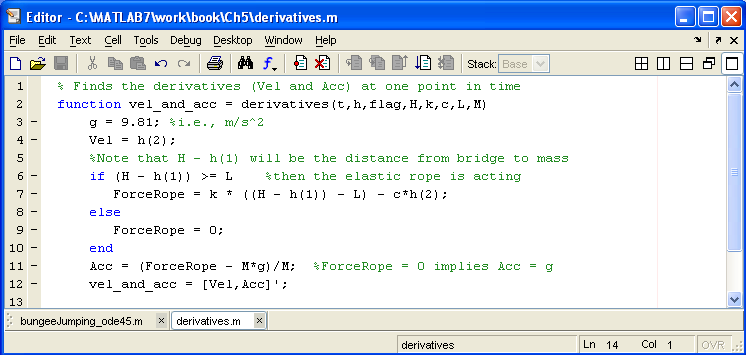 Editor - C:\MATLAB7\work\book\Ch5\derivatives.m
File Edit Text Cell Tools Debug Desktop Window Help
Stack: Base
1 % Finds the derivatives (Vel and Acc) at one point in time
2 function vel_and_acc = derivatives(t,h,flag,H,k,c,L,M)
3 - g = 9.81; %i.e., m/s^2
4 - Vel = h(2);
5 %Note that H - h(1) will be the distance from bridge to mass
6 - if (H - h(1)) >= L %then the elastic rope is acting
7 - ForceRope = k * ((H - h(1)) - L) - c*h(2);
8 - else
9 - ForceRope = 0;
10 - end
11 - Acc = (ForceRope - M*g)/M; %ForceRope = 0 implies Acc = g
12 - vel_and_acc = [Vel,Acc]';
13
bungeeJumping_ode45.m × derivatives.m ×
derivatives Ln 14 Col 1 OVR